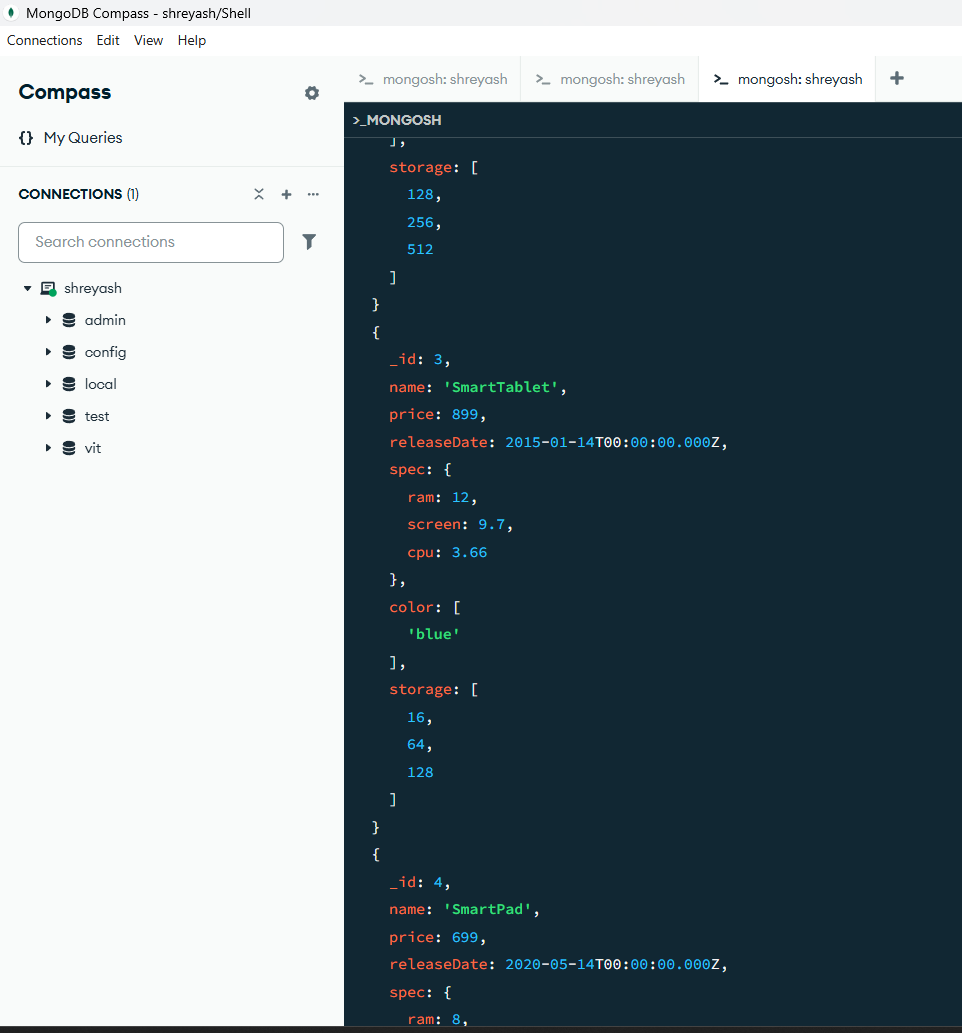 MongoDB Compass - shreyash/Shell
Connections Edit View Help
Compass
{} My Queries
CONNECTIONS (1)
Search connections
shreyash
admin
config
local
test
vit
>_ mongosh: shreyash >_ mongosh: shreyash >_ mongosh: shreyash +
>_MONGOSH
],
storage: [
128,
256,
512
]
}
{
_id: 3,
name: 'SmartTablet',
price: 899,
releaseDate: 2015-01-14T00:00:00.000Z,
spec: {
ram: 12,
screen: 9.7,
cpu: 3.66
},
color: [
'blue'
],
storage: [
16,
64,
128
]
}
{
_id: 4,
name: 'SmartPad',
price: 699,
releaseDate: 2020-05-14T00:00:00.000Z,
spec: {
ram: 8,